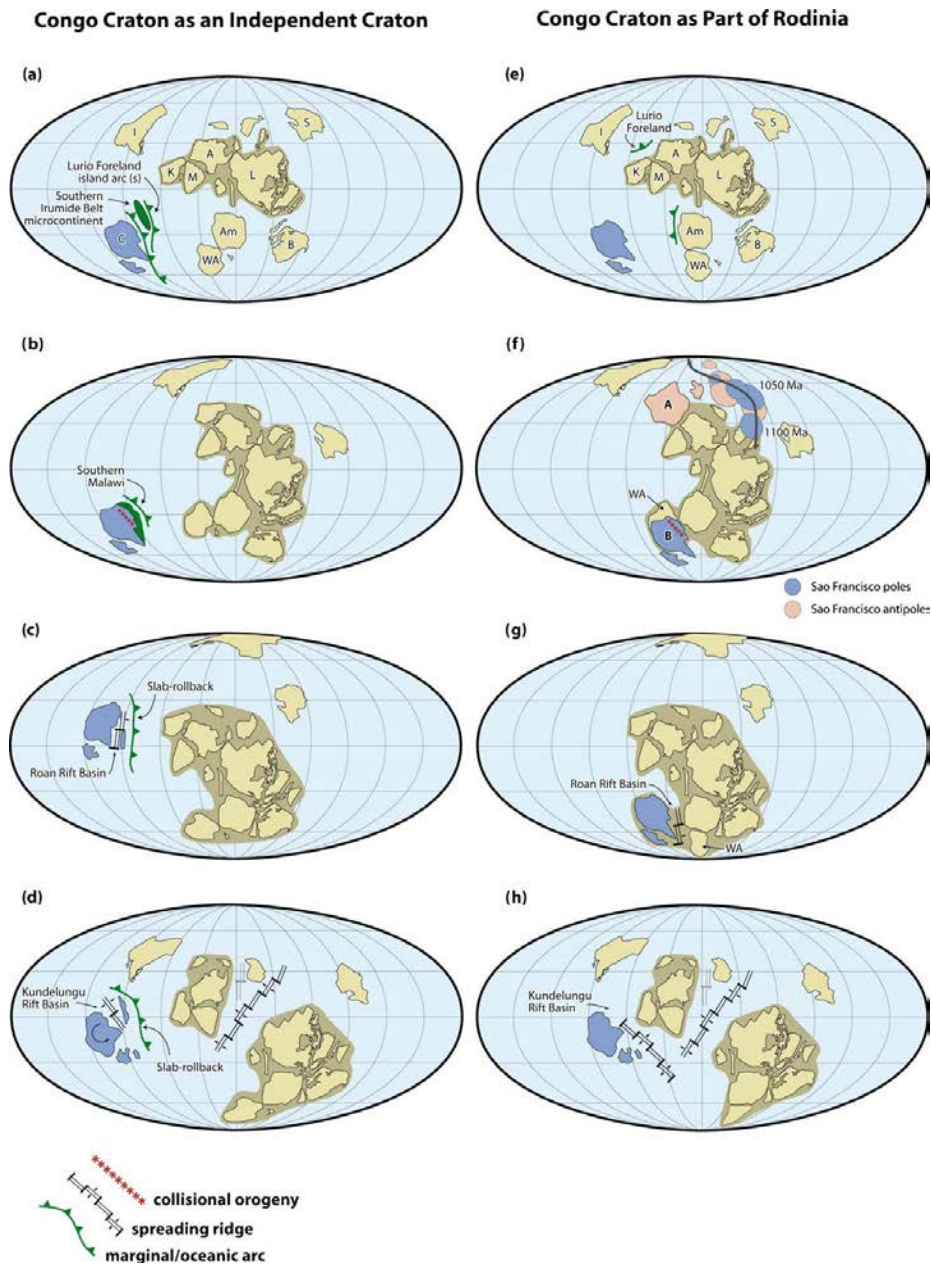 Congo Craton as an Independent Craton
Congo Craton as Part of Rodinia
(a)
I
S
A
K
M
L
Lurio Foreland
island arc (s)
Southern
Irumide Belt
microcontinent
C
Am
WA
B
(e)
Lurio
Foreland
I
S
A
K
M
L
Am
WA
B
(b)
Southern
Malawi
(f)
A
1050 Ma
1100 Ma
WA
B
Sao Francisco poles
Sao Francisco antipoles
(c)
Slab-rollback
Roan Rift Basin
(g)
Roan Rift Basin
WA
(d)
Kundelungu
Rift Basin
Slab-rollback
(h)
Kundelungu
Rift Basin
collisional orogeny
spreading ridge
marginal/oceanic arc